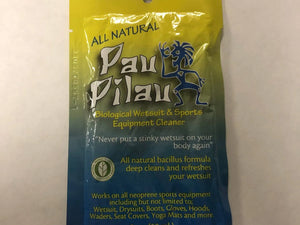 ALL NATURAL
Pau
Pilau
Biological Wetsuit & Sports
Equipment Cleaner
"Never put a stinky wetsuit on your
body again"
All natural bacillus formula
deep cleans and refreshes
your wetsuit
Works on all neoprene sports equipment
including but not limited to;
Wetsuit, Drysuits, Boots, Gloves, Hoods,
Waders, Seat Covers, Yoga Mats and more